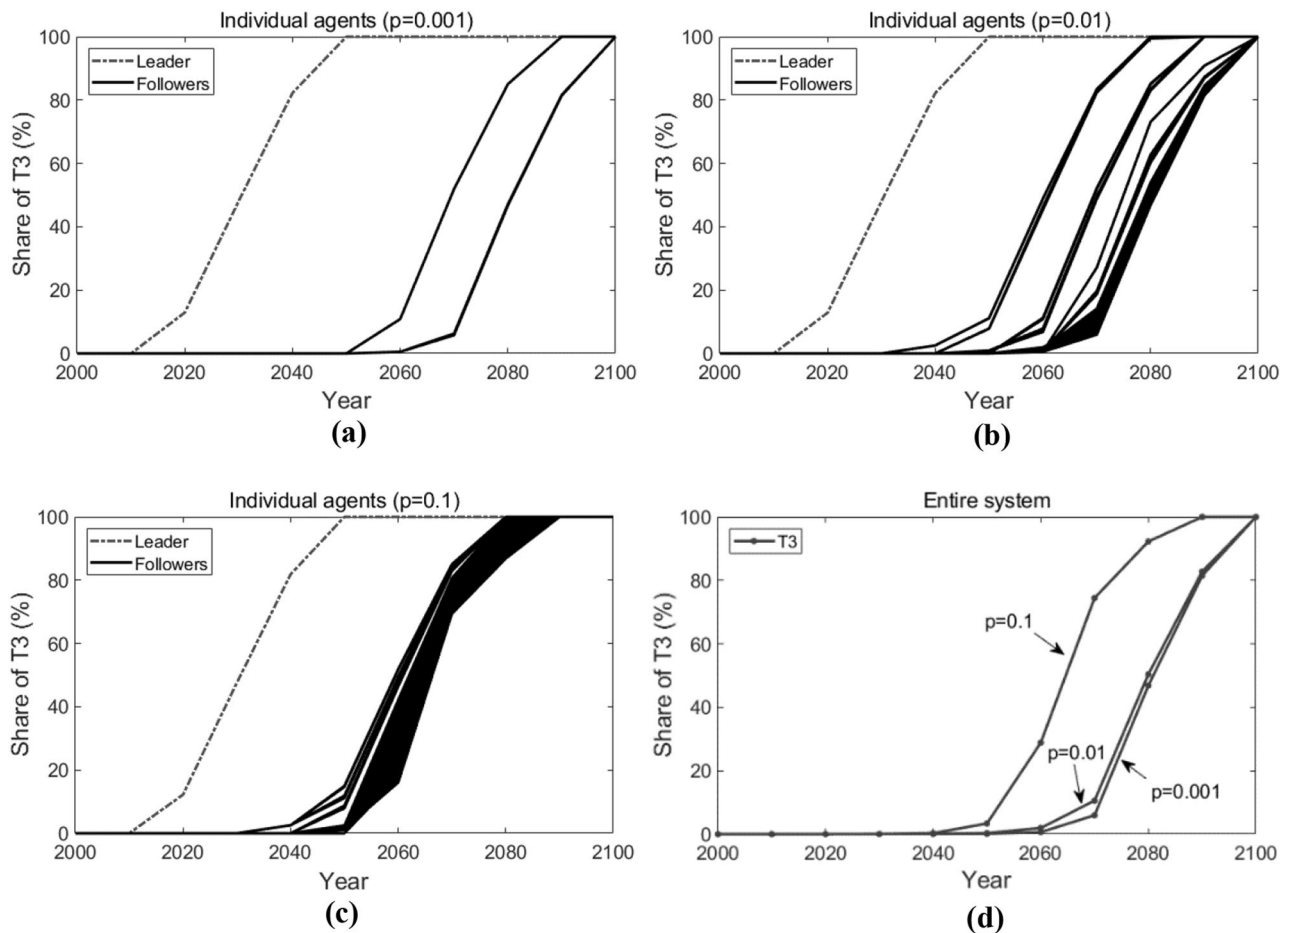 Individual agents (p=0.001)
Share of T3 (%)
100
80
60
40
20
0
Leader
Followers
2000
2020
2040
2060
2080
2100
Year
(a)
Individual agents (p=0.01)
Share of T3 (%)
100
80
60
40
20
0
Leader
Followers
2000
2020
2040
2060
2080
2100
Year
(b)
Individual agents (p=0.1)
Share of T3 (%)
100
80
60
40
20
0
Leader
Followers
2000
2020
2040
2060
2080
2100
Year
(c)
Entire system
Share of T3 (%)
100
80
60
40
20
0
T3
p=0.1
p=0.01
p=0.001
2000
2020
2040
2060
2080
2100
Year
(d)